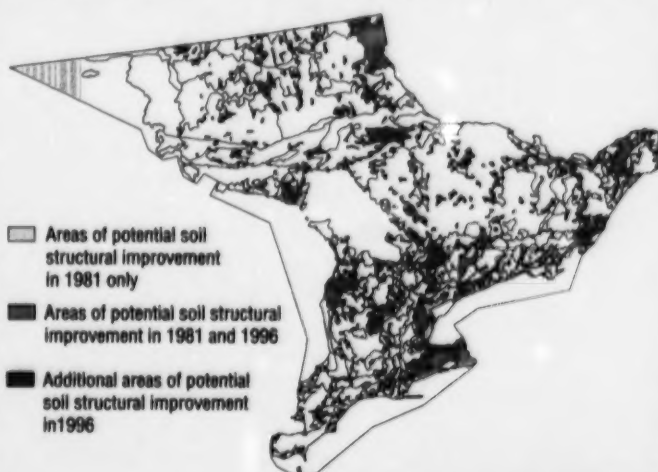 Areas of potential soil
structural improvement
in 1981 only
Areas of potential soil structural
improvement in 1981 and 1996
Additional areas of potential
soil structural improvement
in1996